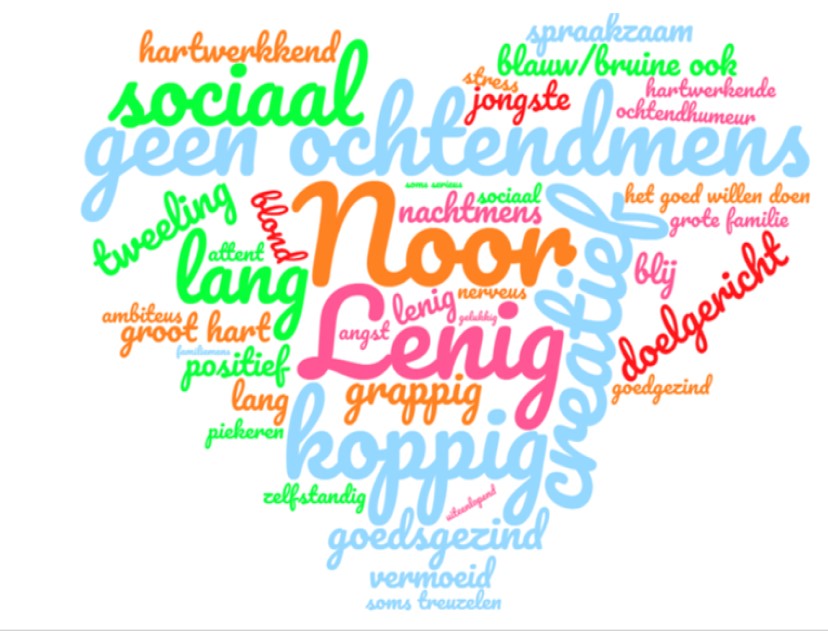 hartwerkkend
spraakzaam
blauw/bruine ook
sociaal
stress
jongste
hartwerkende
ochtendhumeur
geen ochtendmens
tweeling
blond
Noor
soms serieus
sociaal
nachtmens
het goed willen doen
grote familie
creatief
attent
lang
blij
doelgericht
ambiteus
groot hart
Lenig
lenig
nerveus
angst
gelukkig
familiemens
positief
lang
grappig
goedgezind
piekeren
koppig
zelfstandig
uiteenlopend
goedsgezind
vermoeid
soms treuzelen